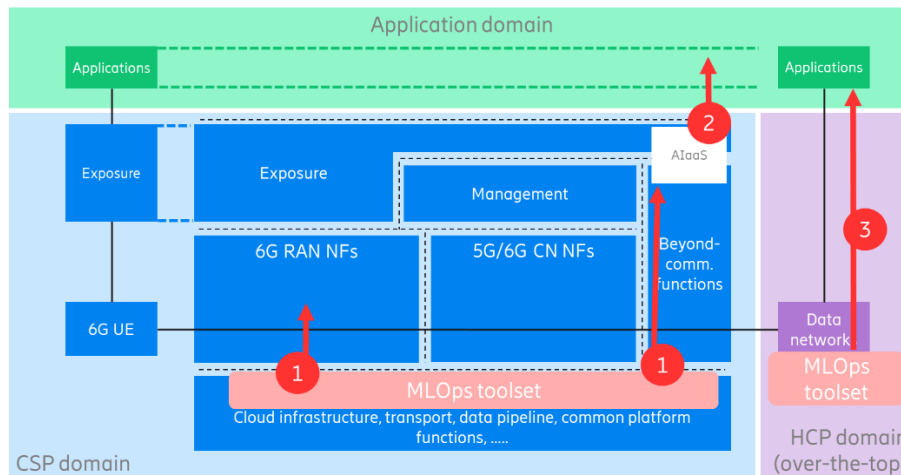 Application domain
Applications
Applications
2
Exposure
Exposure
AIaaS
Management
3
6G RAN NFs
5G/6G CN NFs
Beyond-
comm.
functions
6G UE
Data
network
1
1
MLOps toolset
MLOps
toolset
Cloud infrastructure, transport, data pipeline, common platform
functions, .....
CSP domain
HCP domain
(over-the-top